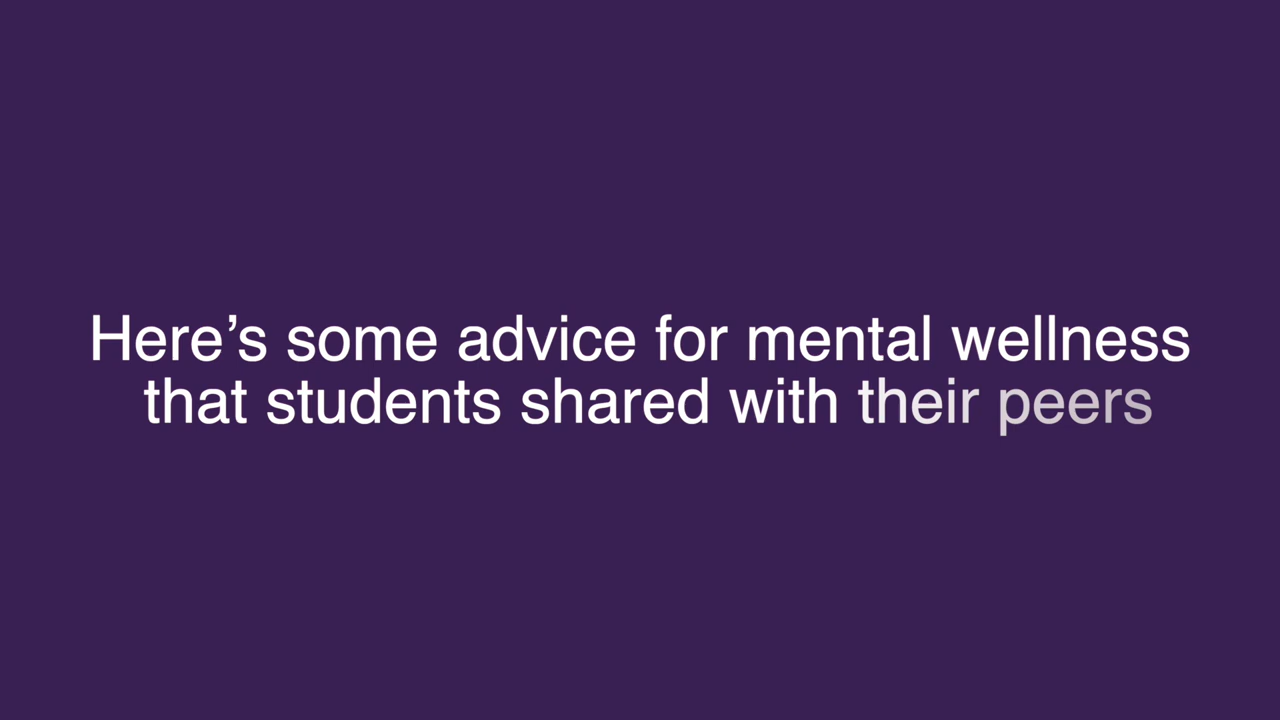 Here’s some advice for mental wellness
that students shared with their peers